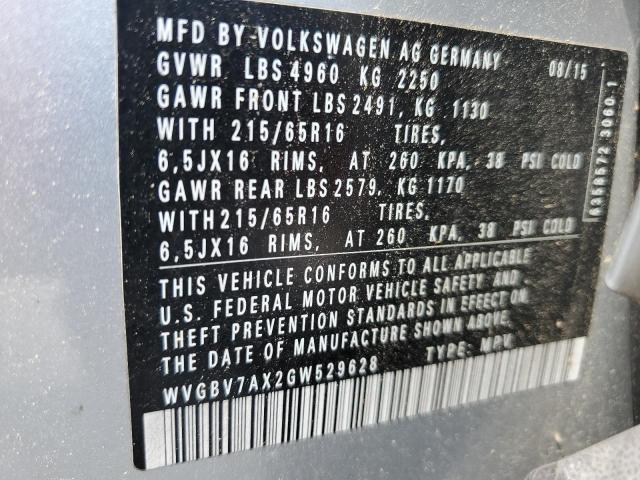 MFD BY VOLKSWAGEN AG GERMANY 08/15
GVWR LBS 4960 KG 2250
GAWR FRONT LBS 2491, KG 1130
WITH 215/65R16 TIRES,
6,5JX16 RIMS, AT 260 KPA, 38 PSI COLD
GAWR REAR LBS 2579, KG 1170
WITH 215/65R16 TIRES,
6,5JX16 RIMS, AT 260 KPA, 38 PSI COLD
THIS VEHICLE CONFORMS TO ALL APPLICABLE
U.S. FEDERAL MOTOR VEHICLE SAFETY AND
THEFT PREVENTION STANDARDS IN EFFECT ON
THE DATE OF MANUFACTURE SHOWN ABOVE.
WVGBV7AX2GW529628 TYPE: MPV